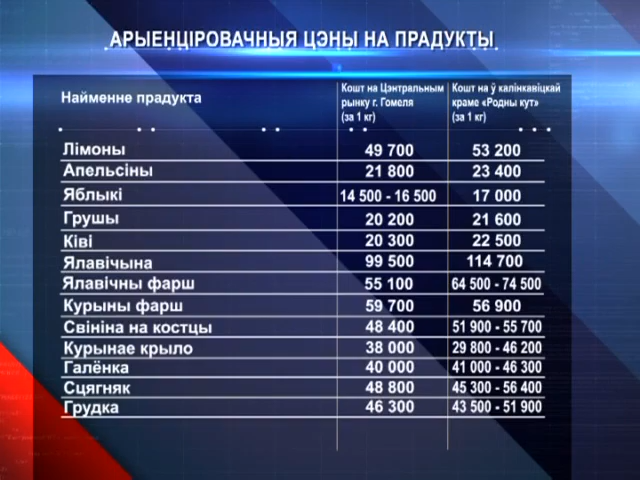 АРЫЕНЦІРОВАЧНЫЯ ЦЭНЫ НА ПРАДУКТЫ
Найменне прадукта
Кошт на Цэнтральным
рынку г. Гомеля
(за 1 кг)
Кошт на ў калінкавіцкай
краме «Родны кут»
(за 1 кг)
Лімоны 49 700 53 200
Апельсіны 21 800 23 400
Яблыкі 14 500 - 16 500 17 000
Грушы 20 200 21 600
Ківі 20 300 22 500
Ялавічына 99 500 114 700
Ялавічны фарш 55 100 64 500 - 74 500
Курыны фарш 59 700 56 900
Свініна на костцы 48 400 51 900 - 55 700
Курынае крыло 38 000 29 800 - 46 200
Галёнка 40 000 41 000 - 46 300
Сцягняк 48 800 45 300 - 56 400
Грудка 46 300 43 500 - 51 900